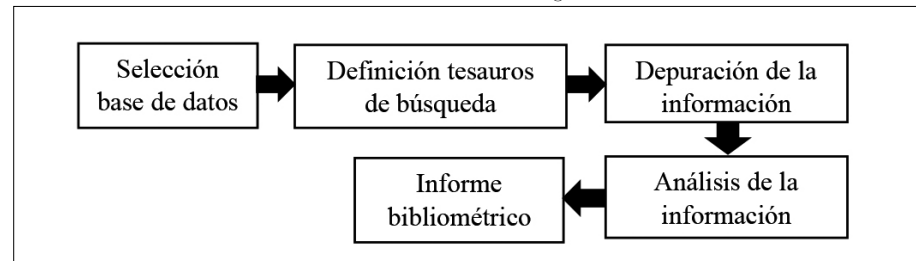 Selección
base de datos
Definición tesauros
de búsqueda
Depuración de la
información
Análisis de la
información
Informe
bibliométrico